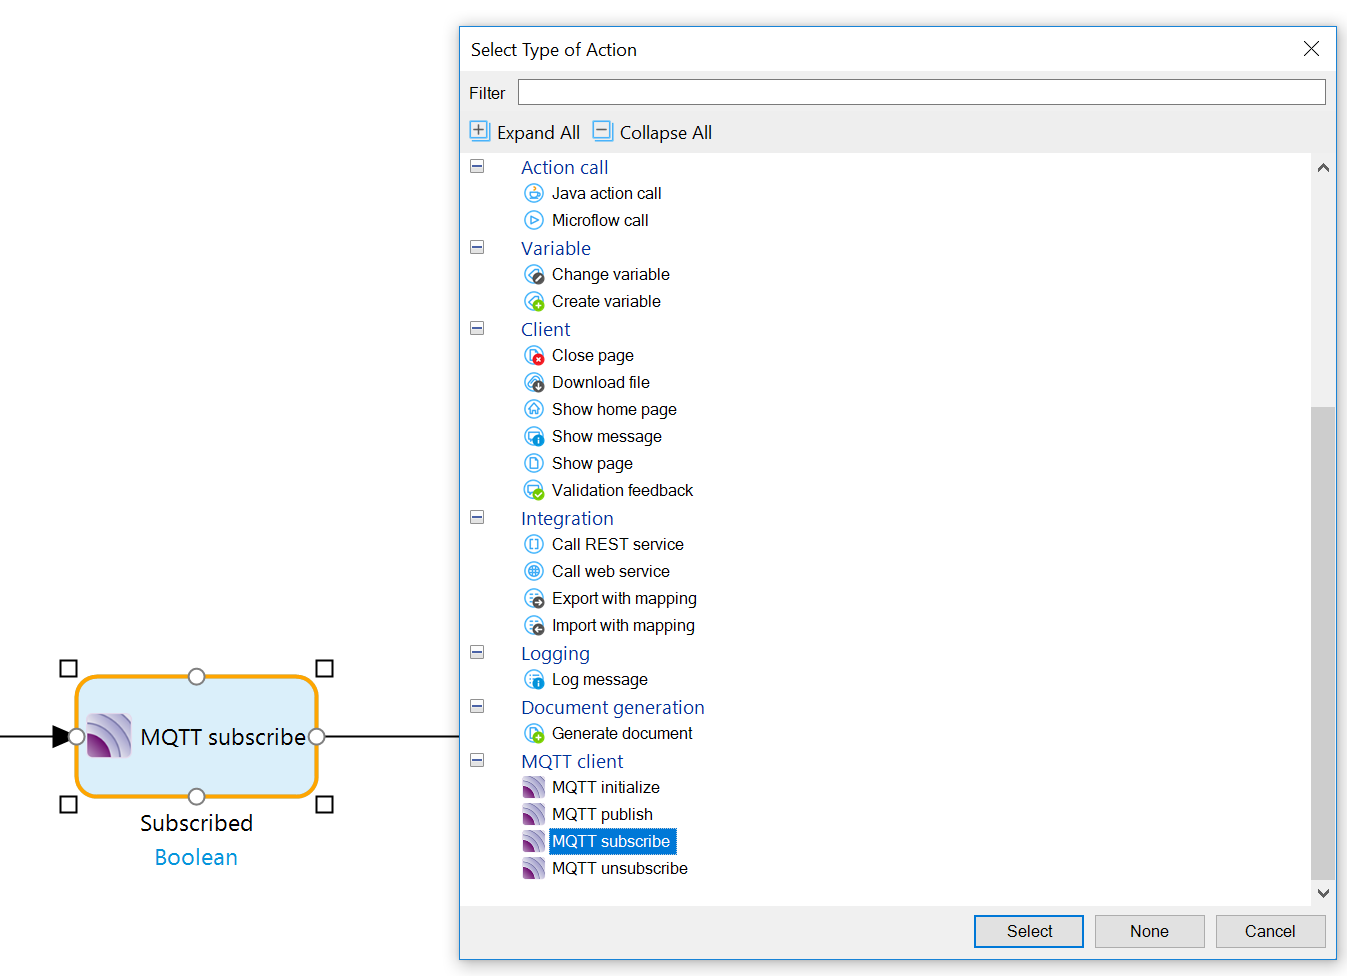 Select Type of Action
Filter
Expand All Collapse All
Action call
Java action call
Microflow call
Variable
Change variable
Create variable
Client
Close page
Download file
Show home page
Show message
Show page
Validation feedback
Integration
Call REST service
Call web service
Export with mapping
Import with mapping
Logging
Log message
Document generation
Generate document
MQTT client
MQTT initialize
MQTT publish
MQTT subscribe
MQTT unsubscribe
Select None Cancel
MQTT subscribe
Subscribed
Boolean